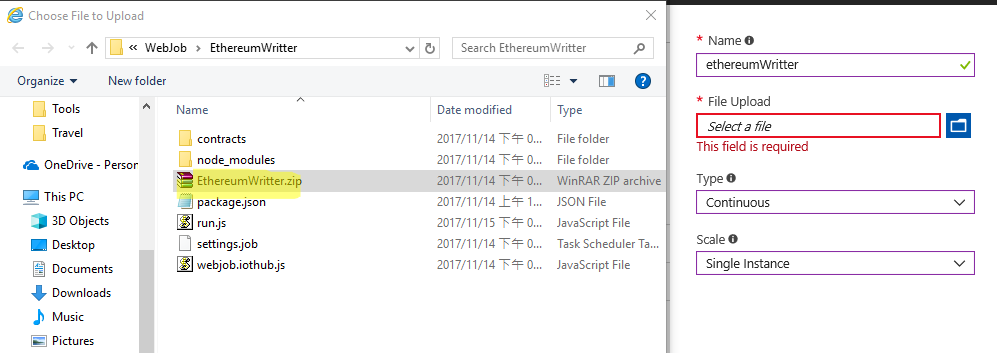 Choose File to Upload
WebJob EthereumWritter
Search EthereumWritter
Organize New folder
Name Date modified Type
Tools
Travel
OneDrive - Person
This PC
3D Objects
Desktop
Documents
Downloads
Music
Pictures
contracts 2017/11/14 下午 0... File folder
node_modules 2017/11/14 下午 0... File folder
EthereumWritter.zip 2017/11/14 下午 0... WinRAR ZIP archive
package.json 2017/11/14 上午 1... JSON File
run.js 2017/11/15 下午 0... JavaScript File
settings.job 2017/11/14 下午 0... Task Scheduler Ta...
webjob.iothub.js 2017/11/14 下午 0... JavaScript File
* Name
ethereumWritter
* File Upload
Select a file
This field is required
Type
Continuous
Scale
Single Instance